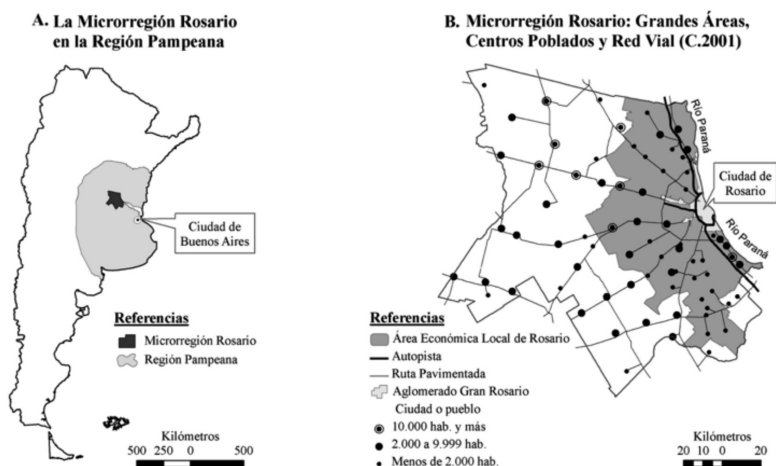 A. La Microrregión Rosario
en la Región Pampeana
Ciudad de
Buenos Aires
Referencias
Microrregión Rosario
Región Pampeana
Kilómetros
500 250 0 500
B. Microrregión Rosario: Grandes Áreas,
Centros Poblados y Red Vial (C.2001)
Río Paraná
Ciudad de
Rosario
Río Paraná
Referencias
Área Económica Local de Rosario
Autopista
Ruta Pavimentada
Aglomerado Gran Rosario
Ciudad o pueblo
10.000 hab. y más
2.000 a 9.999 hab.
Menos de 2.000 hab.
Kilómetros
20 10 0 20